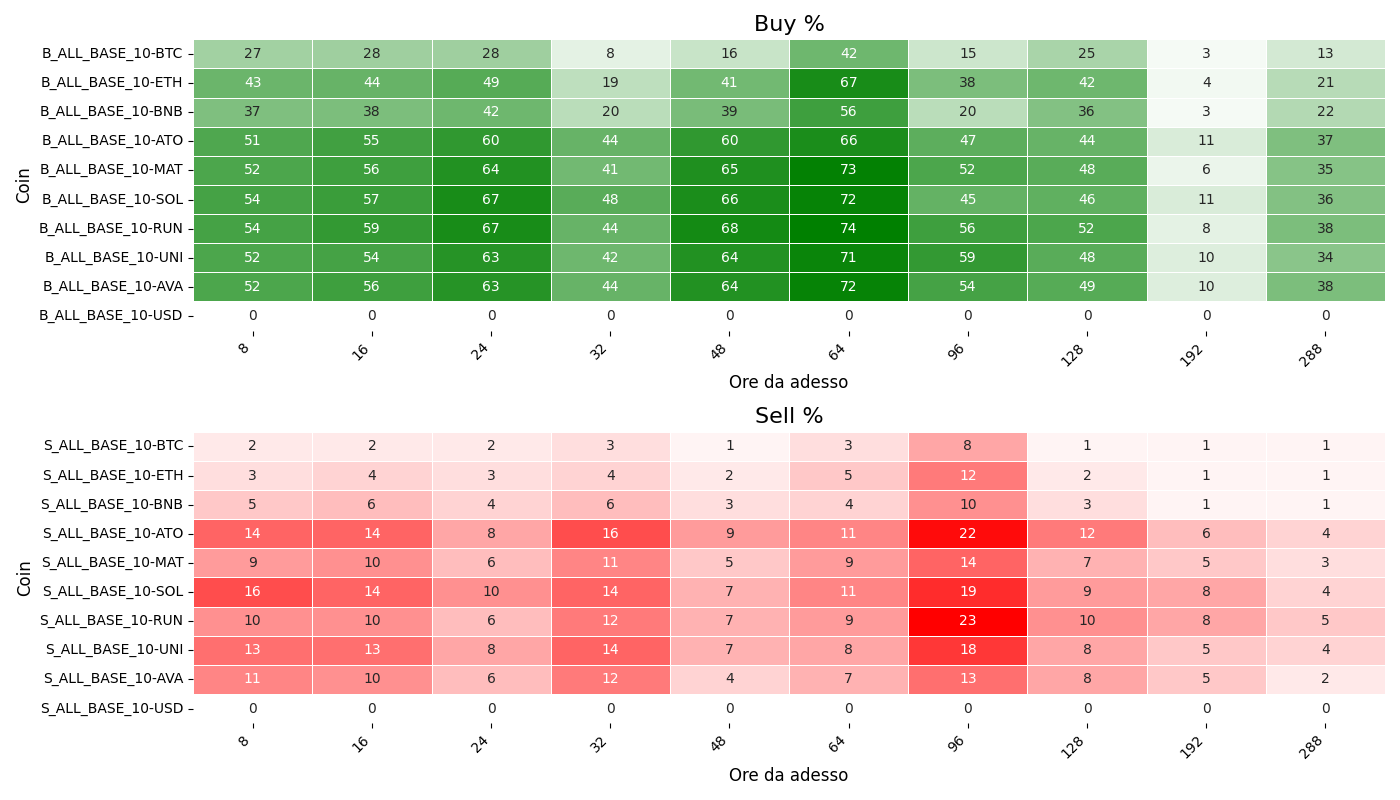 Buy %
Coin
B_ALL_BASE_10-BTC 27 28 28 8 16 42 15 25 3 13
B_ALL_BASE_10-ETH 43 44 49 19 41 67 38 42 4 21
B_ALL_BASE_10-BNB 37 38 42 20 39 56 20 36 3 22
B_ALL_BASE_10-ATO 51 55 60 44 60 66 47 44 11 37
B_ALL_BASE_10-MAT 52 56 64 41 65 73 52 48 6 35
B_ALL_BASE_10-SOL 54 57 67 48 66 72 45 46 11 36
B_ALL_BASE_10-RUN 54 59 67 44 68 74 56 52 8 38
B_ALL_BASE_10-UNI 52 54 63 42 64 71 59 48 10 34
B_ALL_BASE_10-AVA 52 56 63 44 64 72 54 49 10 38
B_ALL_BASE_10-USD 0 0 0 0 0 0 0 0 0 0
8 16 24 32 48 64 96 128 192 288
Ore da adesso
Sell %
Coin
S_ALL_BASE_10-BTC 2 2 2 3 1 3 8 1 1 1
S_ALL_BASE_10-ETH 3 4 3 4 2 5 12 2 1 1
S_ALL_BASE_10-BNB 5 6 4 6 3 4 10 3 1 1
S_ALL_BASE_10-ATO 14 14 8 16 9 11 22 12 6 4
S_ALL_BASE_10-MAT 9 10 6 11 5 9 14 7 5 3
S_ALL_BASE_10-SOL 16 14 10 14 7 11 19 9 8 4
S_ALL_BASE_10-RUN 10 10 6 12 7 9 23 10 8 5
S_ALL_BASE_10-UNI 13 13 8 14 7 8 18 8 5 4
S_ALL_BASE_10-AVA 11 10 6 12 4 7 13 8 5 2
S_ALL_BASE_10-USD 0 0 0 0 0 0 0 0 0 0
8 16 24 32 48 64 96 128 192 288
Ore da adesso